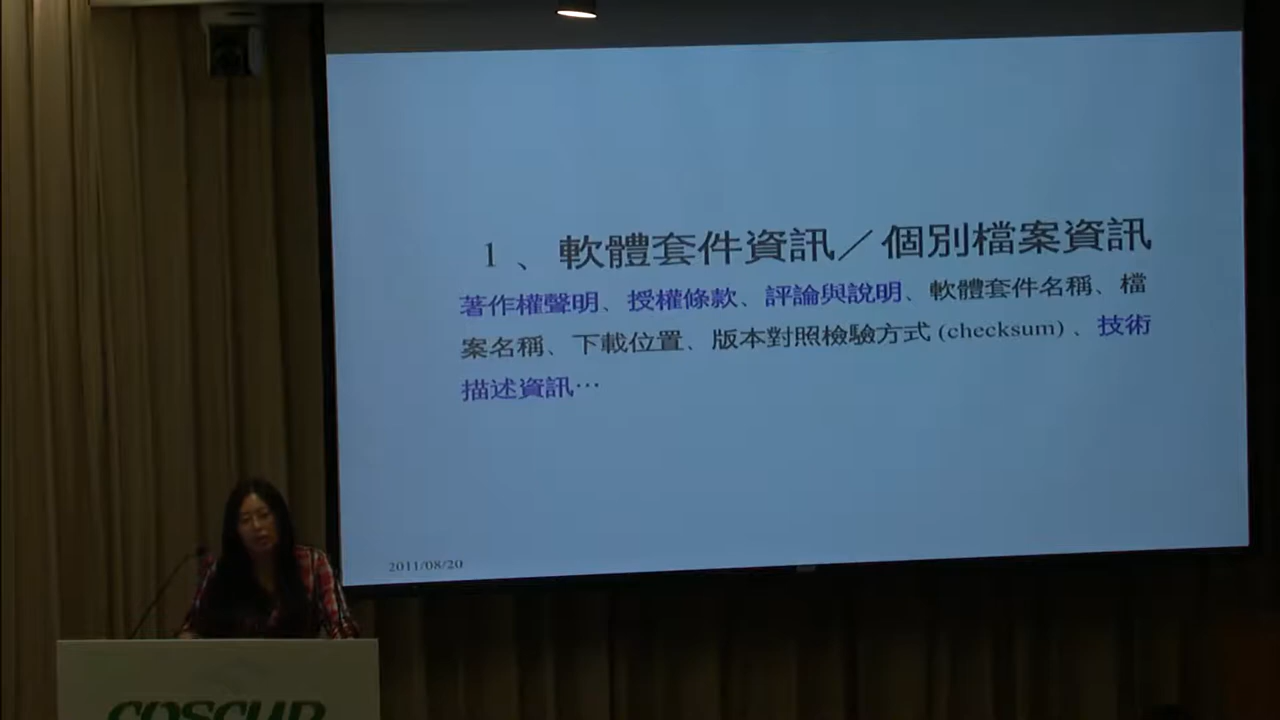 1、軟體套件資訊／個別檔案資訊
著作權聲明、授權條款、評論與說明、軟體套件名稱、檔
案名稱、下載位置、版本對照檢驗方式 (checksum) 、技術
描述資訊…
2011/08/20
COSCUP